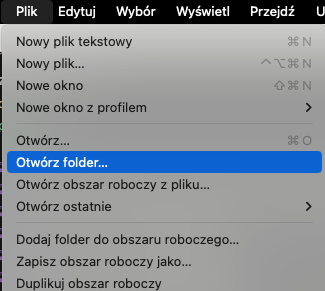 Plik Edytuj Wybór Wyświetl Przejdź U
Nowy plik tekstowy ⌘N
Nowy plik... ⌃⌥⌘N
Nowe okno ⇧⌘N
Nowe okno z profilem >
Otwórz... ⌘O
Otwórz folder...
Otwórz obszar roboczy z pliku...
Otwórz ostatnie >
Dodaj folder do obszaru roboczego...
Zapisz obszar roboczy jako...
Duplikuj obszar roboczy